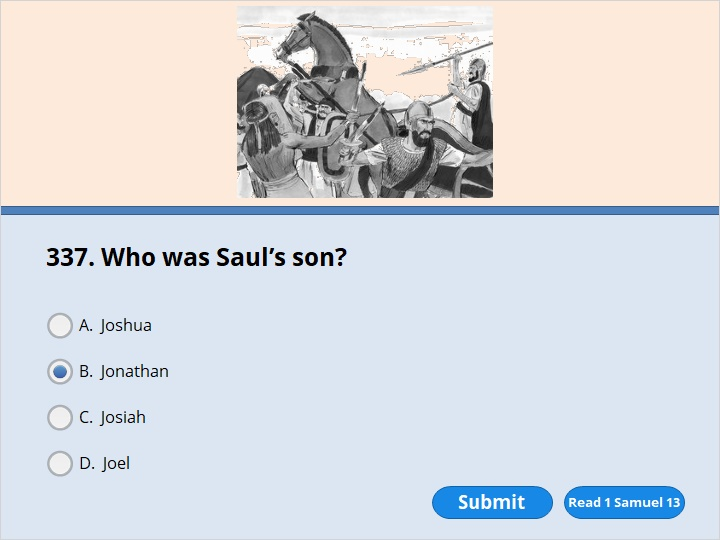 337. Who was Saul’s son?
A. Joshua
B. Jonathan
C. Josiah
D. Joel
Submit
Read 1 Samuel 13